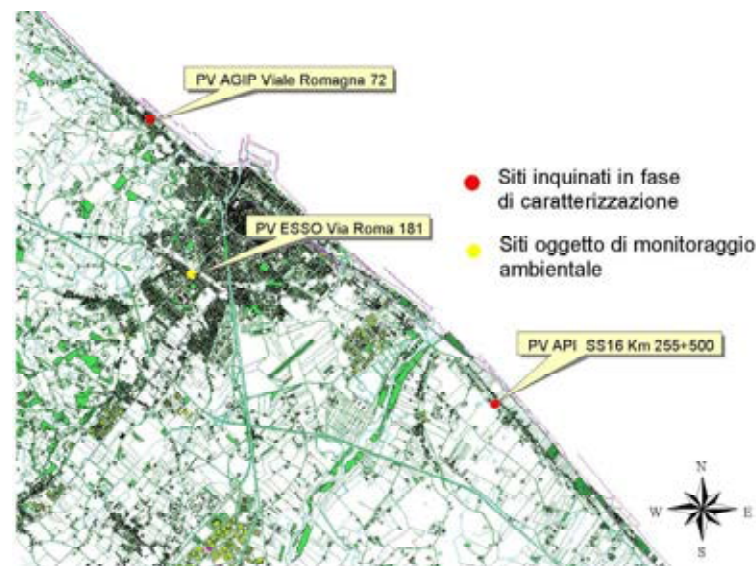 PV AGIP Viale Romagna 72
Siti inquinati in fase
di caratterizzazione
PV ESSO Via Roma 181
Siti oggetto di monitoraggio
ambientale
PV API SS16 Km 255+500
N
W
E
S